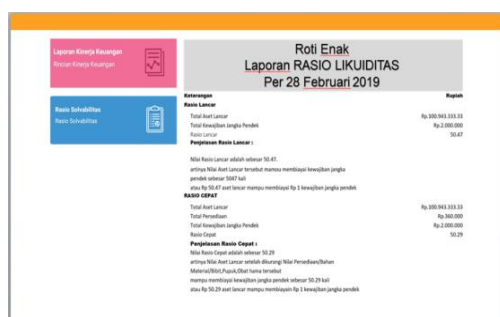 Laporan Kinerja Keuangan
Rincian Kinerja Keuangan
Rasio Solvabilitas
Rasio Solvabilitas
Roti Enak
Laporan RASIO LIKUIDITAS
Per 28 Februari 2019
Keterangan Rupiah
Rasio Lancar
Total Aset Lancar Rp.100.943.333.33
Total Kewajiban Jangka Pendek Rp.2.000.000
Rasio Lancar 50.47
Penjelasan Rasio Lancar :
Nilai Rasio Lancar adalah sebesar 50.47.
artinya Nilai Aset Lancar tersebut mampu membiayai kewajiban jangka
pendek sebesar 5047 kali
atau Rp 50.47 aset lancar mampu membiayai Rp 1 kewajiban jangka pendek
RASIO CEPAT
Total Aset Lancar Rp.100.943.333.33
Total Persediaan Rp.360.000
Total Kewajiban Jangka Pendek Rp.2.000.000
Rasio Cepat 50.29
Penjelasan Rasio Cepat :
Nilai Rasio Cepat adalah sebesar 50.29
artinya Nilai Aset Lancar setelah dikurangi Nilai Persediaan/Bahan
Material/Bibit,Pupuk,Obat hama tersebut
mampu membiayai kewajiban jangka pendek sebesar 50.29 kali
atau Rp 50.29 aset lancar mampu membiayain Rp 1 kewajiban jangka pendek